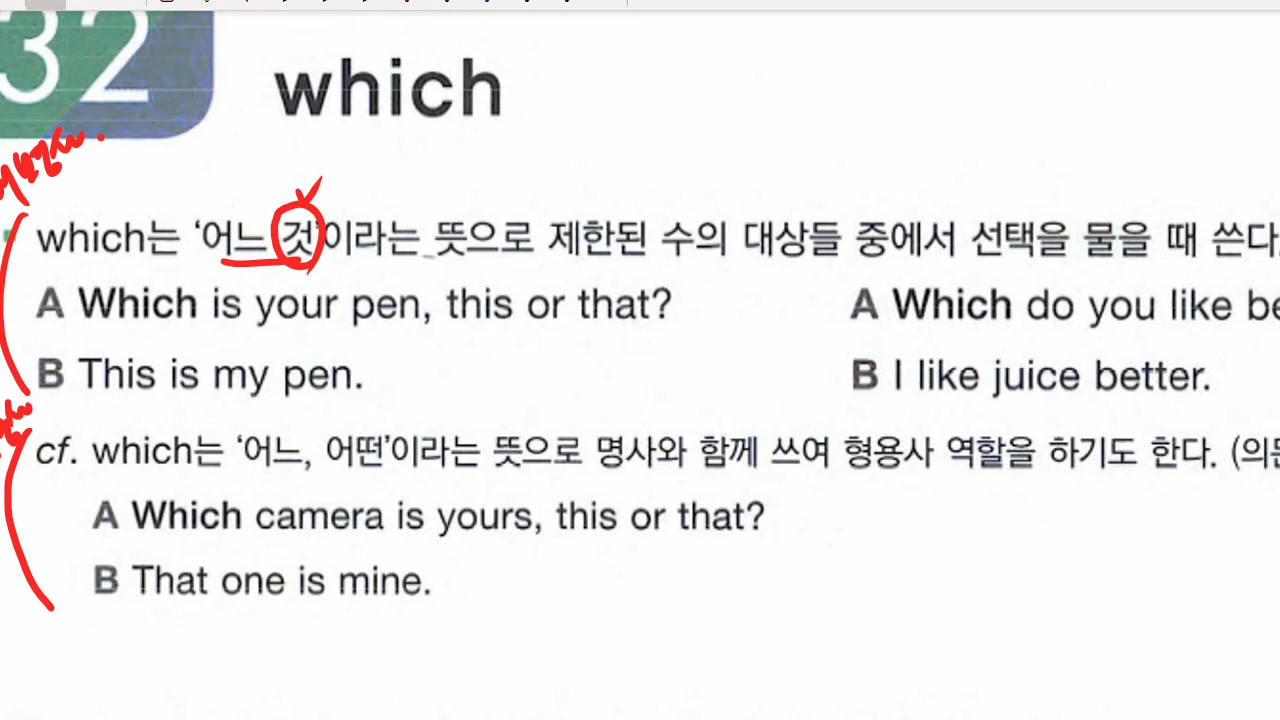 32
which
which는 ‘어느 것’이라는 뜻으로 제한된 수의 대상들 중에서 선택을 물을 때 쓴다.
A Which is your pen, this or that?
B This is my pen.
A Which do you like be
B I like juice better.
cf. which는 ‘어느, 어떤’이라는 뜻으로 명사와 함께 쓰여 형용사 역할을 하기도 한다. (의문
A Which camera is yours, this or that?
B That one is mine.